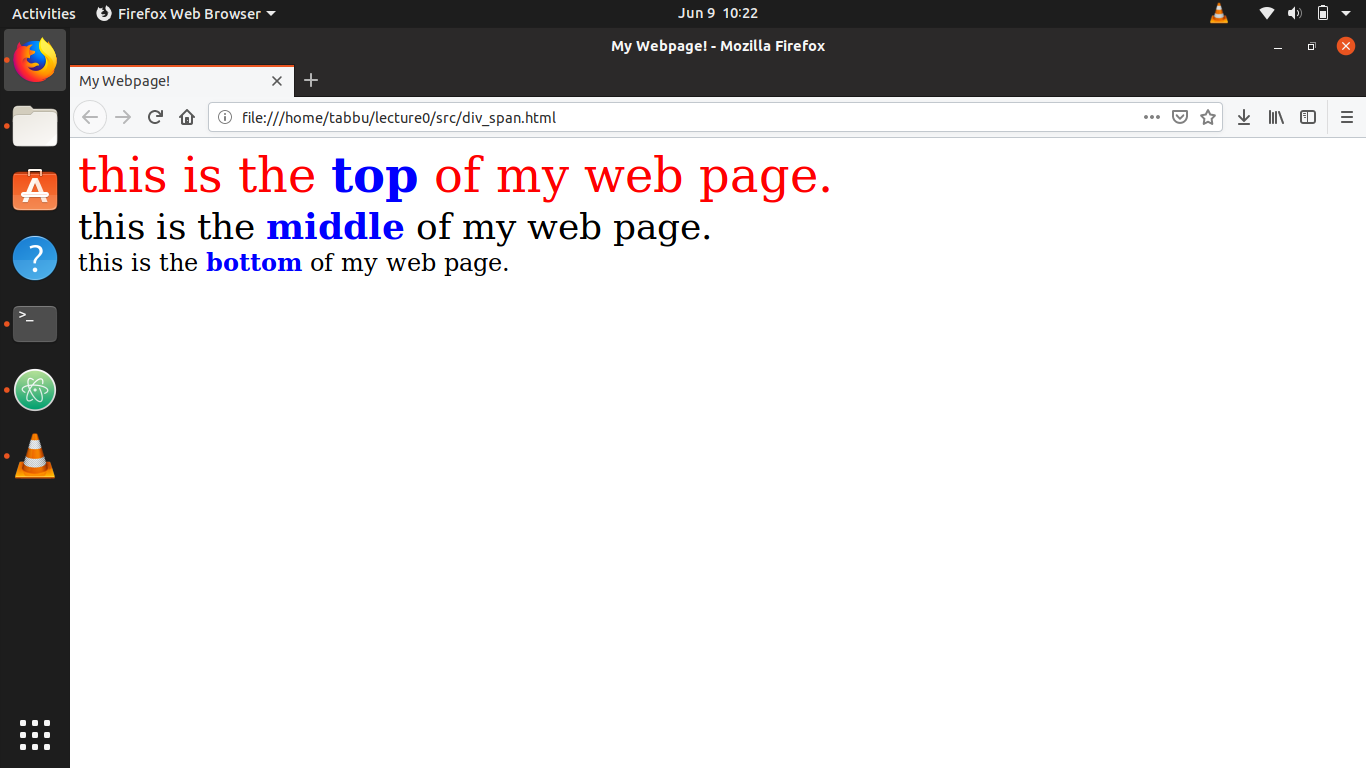 Activities Firefox Web Browser Jun 9 10:22
My Webpage! - Mozilla Firefox
My Webpage!
file:///home/tabbu/lecture0/src/div_span.html
this is the top of my web page.
this is the middle of my web page.
this is the bottom of my web page.
>_
?